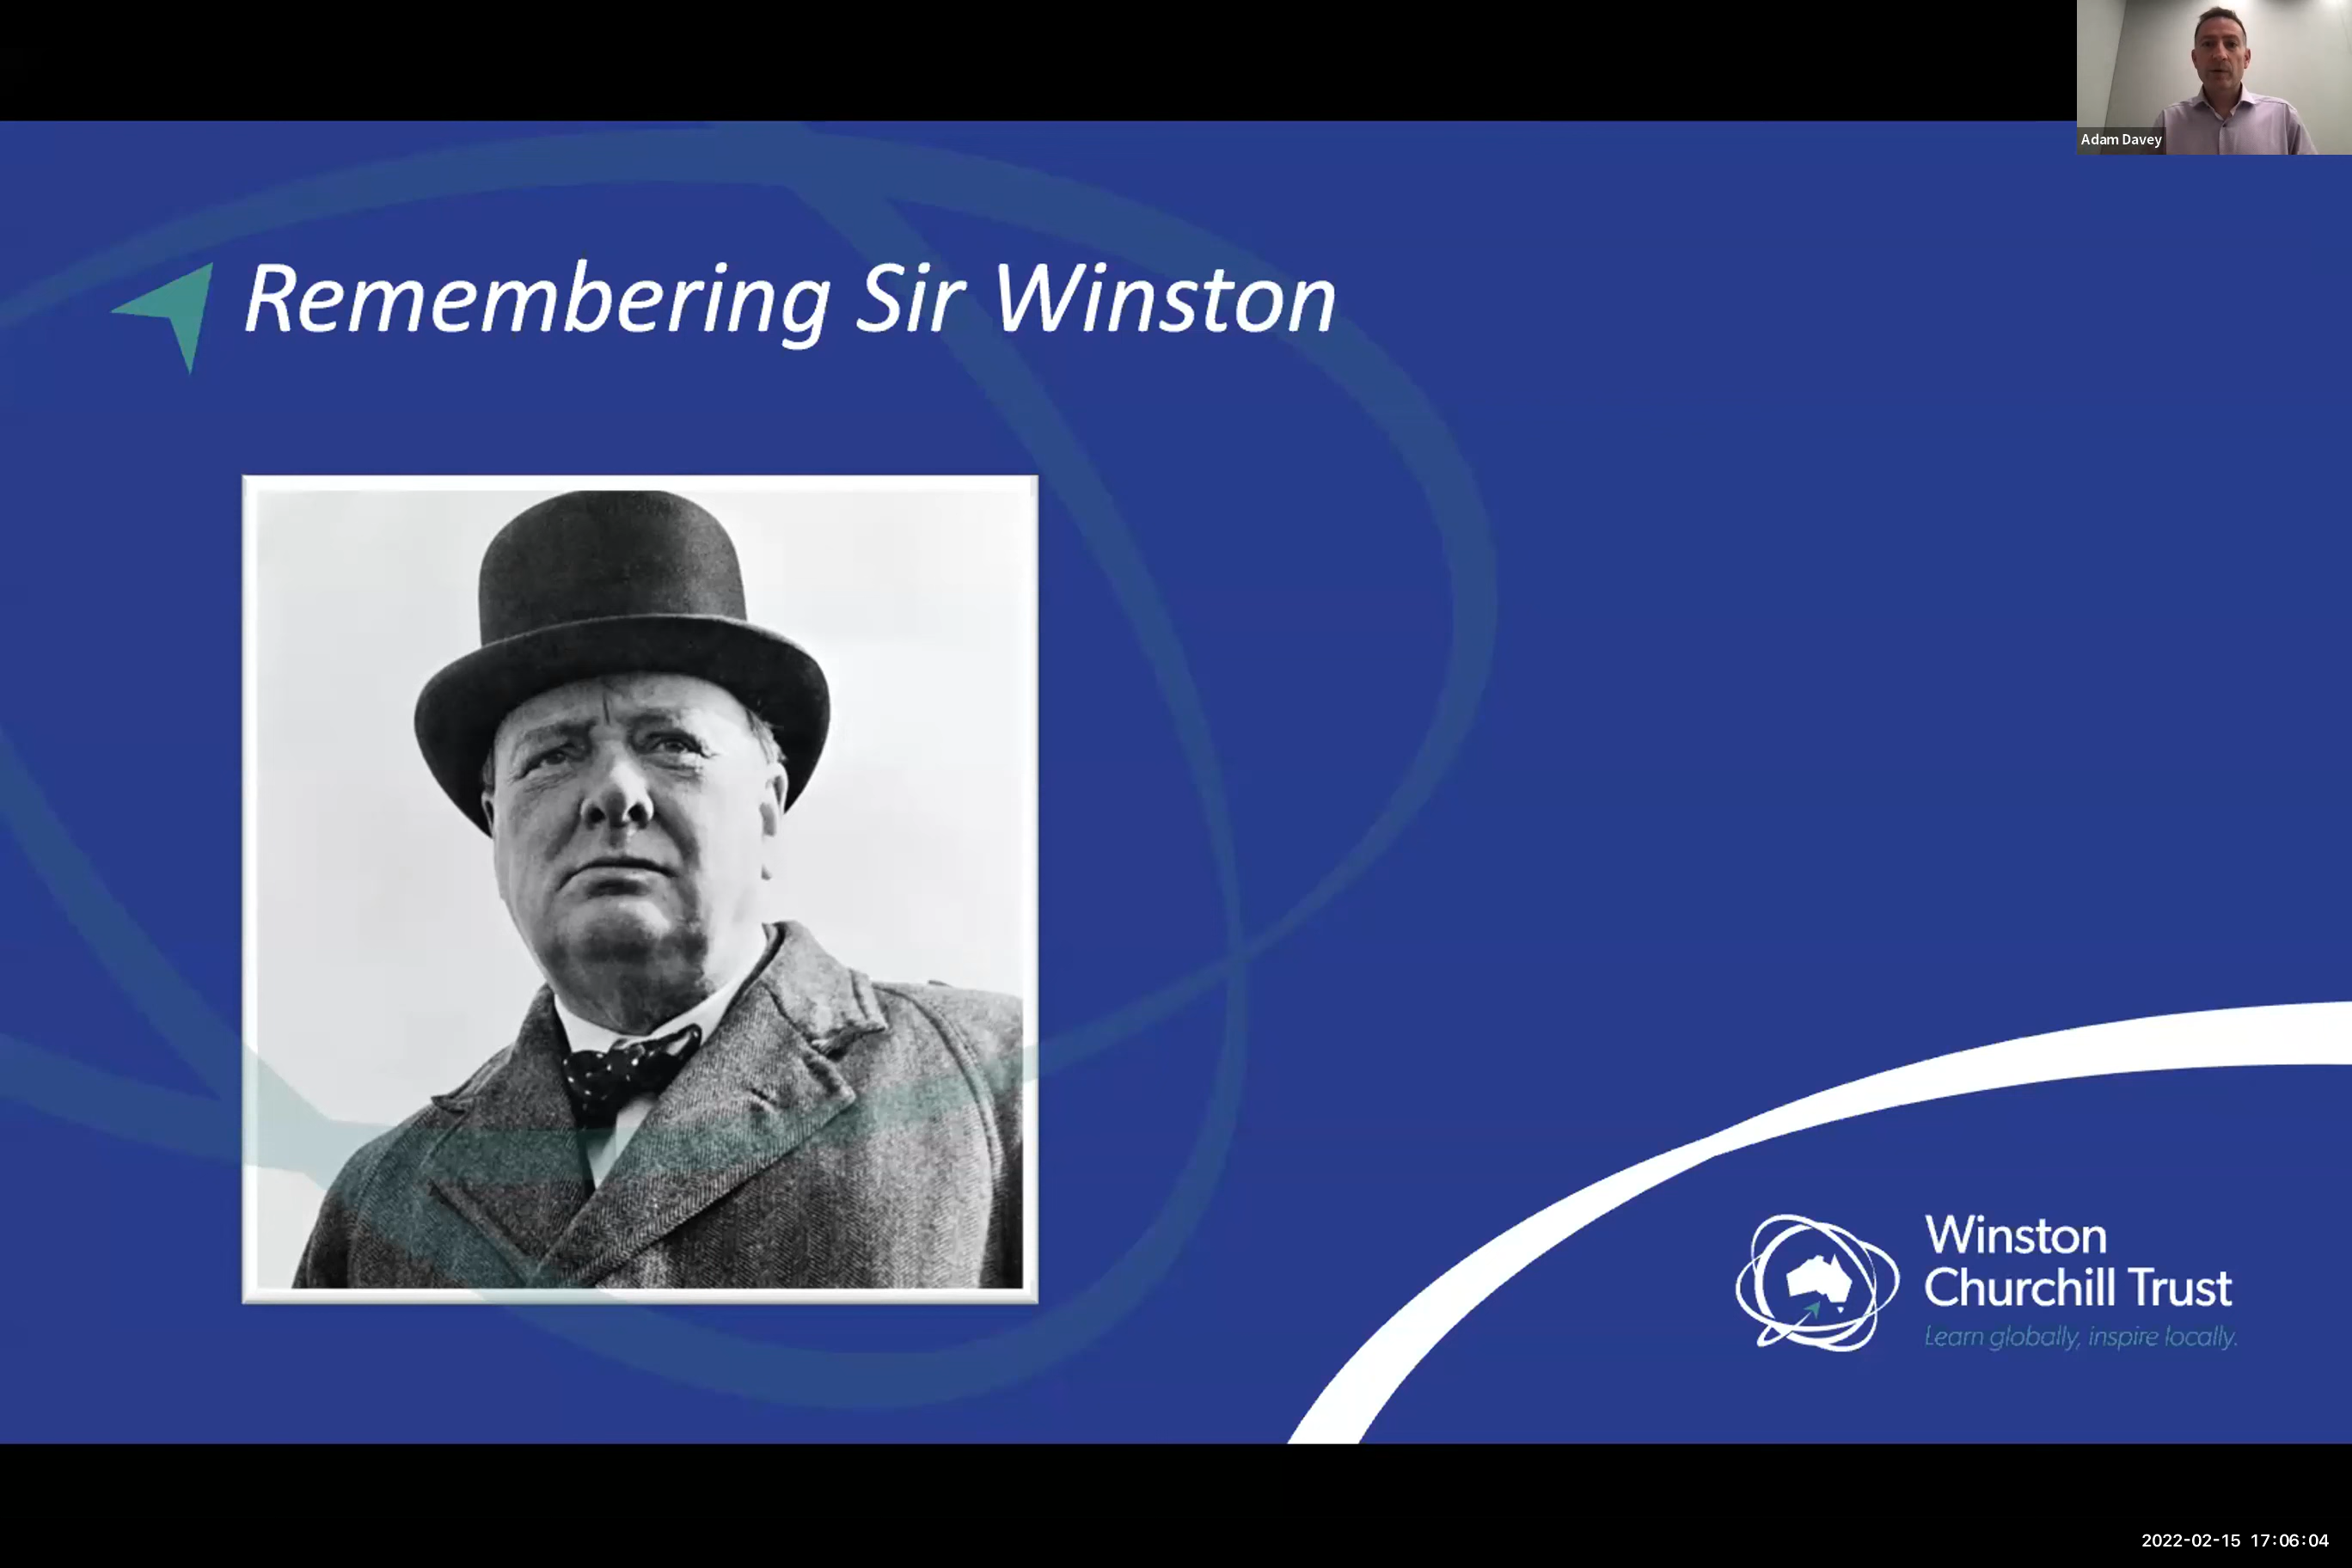 Adam Davey
Remembering Sir Winston
Winston
Churchill Trust
Learn globally, inspire locally.
2022-02-15 17:06:04